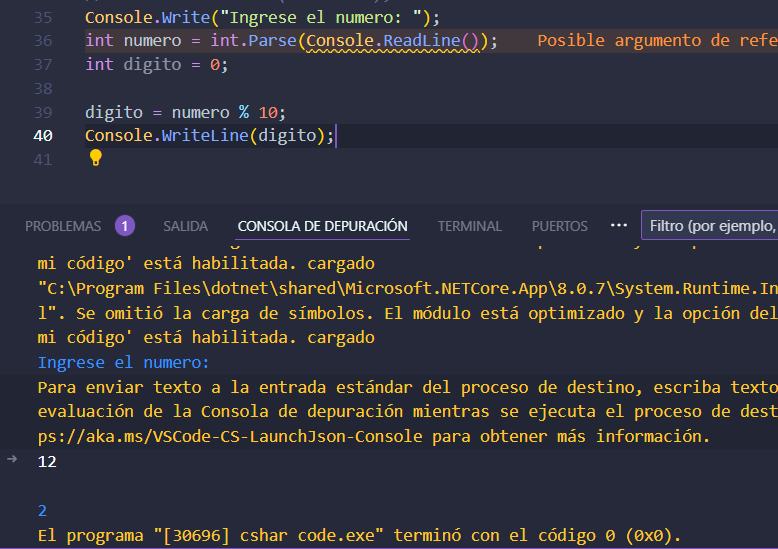 35 Console.Write("Ingrese el numero: ");
36 int numero = int.Parse(Console.ReadLine()); Posible argumento de refe
37 int digito = 0;
38
39 digito = numero % 10;
40 Console.WriteLine(digito);
41
PROBLEMAS 1 SALIDA CONSOLA DE DEPURACIÓN TERMINAL PUERTOS ··· Filtro (por ejemplo,
mi código' está habilitada. cargado
"C:\Program Files\dotnet\shared\Microsoft.NETCore.App\8.0.7\System.Runtime.In
l". Se omitió la carga de símbolos. El módulo está optimizado y la opción del
mi código' está habilitada. cargado
Ingrese el numero:
Para enviar texto a la entrada estándar del proceso de destino, escriba texto
evaluación de la Consola de depuración mientras se ejecuta el proceso de dest
ps://aka.ms/VSCode-CS-LaunchJson-Console para obtener más información.
→ 12
2
El programa "[30696] cshar code.exe" terminó con el código 0 (0x0).